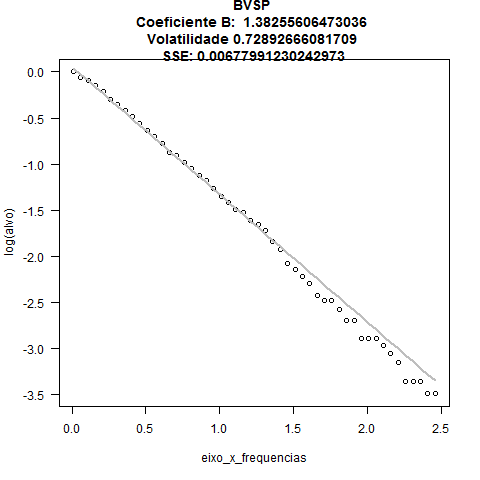 BVSP
Coeficiente B:  1.38255606473036
Volatilidade 0.72892666081709
SSE: 0.00677991230242973
0.0
-0.5
-1.0
-1.5
-2.0
-2.5
-3.0
-3.5
log(alvo)
0.0 0.5 1.0 1.5 2.0 2.5
eixo_x_frequencias